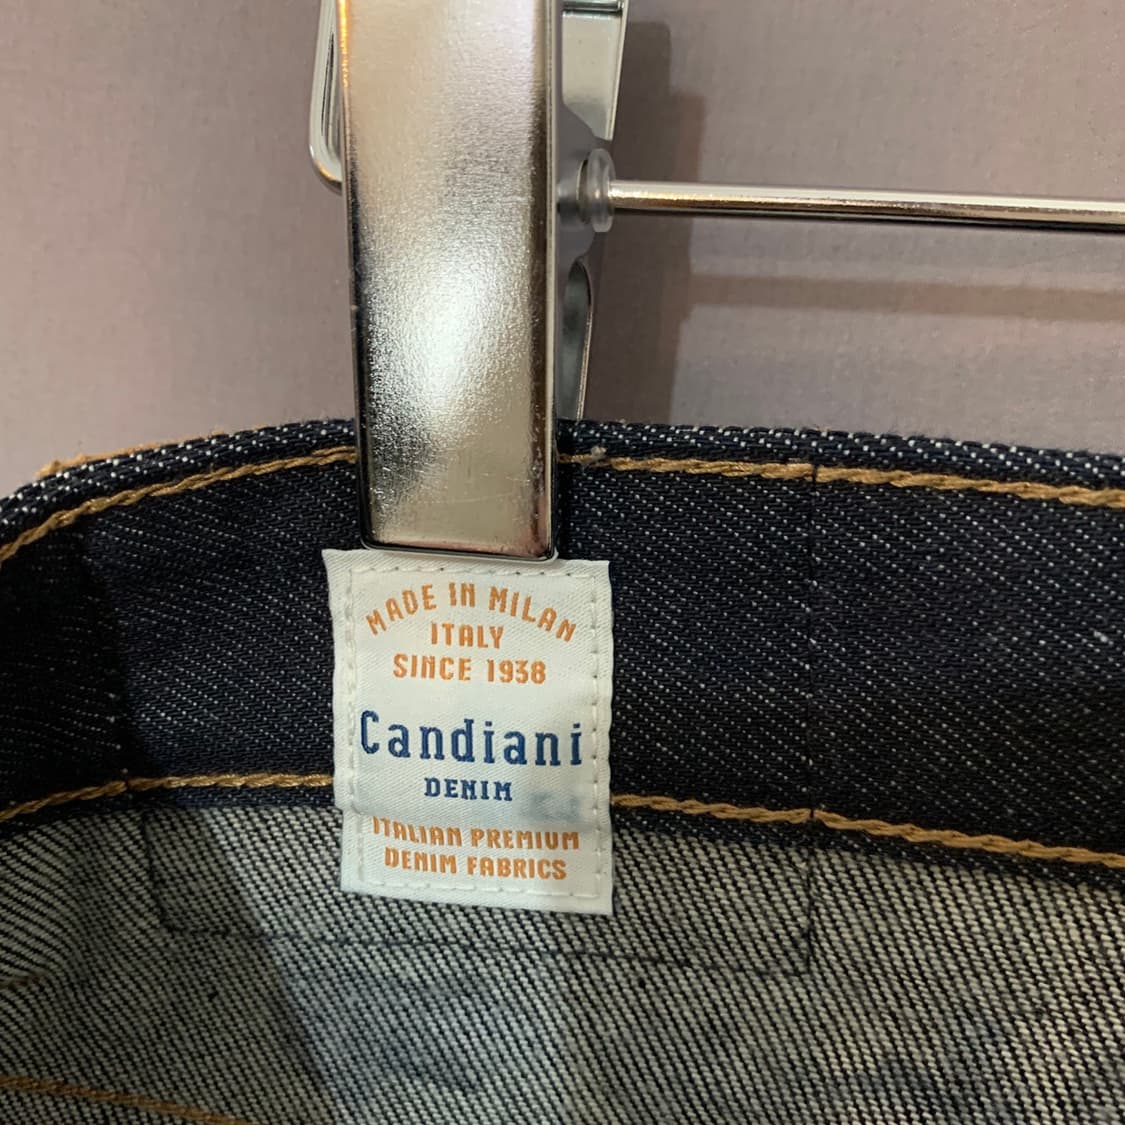 MADE IN MILAN
ITALY
SINCE 1938
Candiani
DENIM
ITALIAN PREMIUM
DENIM FABRICS